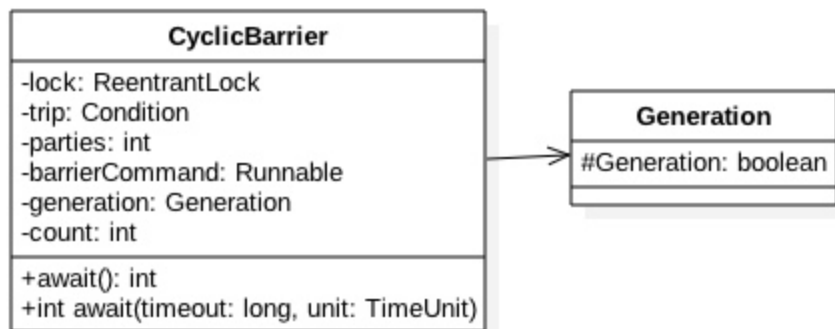 CyclicBarrier
-lock: ReentrantLock
-trip: Condition
-parties: int
-barrierCommand: Runnable
-generation: Generation
-count: int
+await(): int
+int await(timeout: long, unit: TimeUnit)
Generation
#Generation: boolean